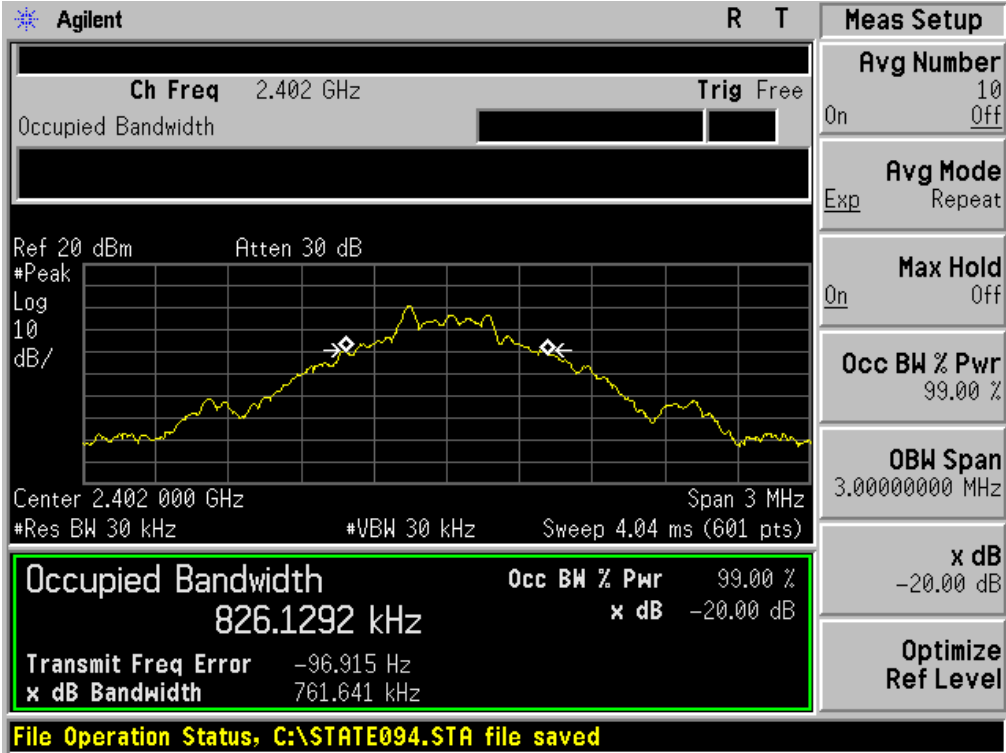 Agilent R T
Ch Freq 2.402 GHz Trig Free
Occupied Bandwidth
Ref 20 dBm Atten 30 dB
#Peak
Log
10
dB/
Center 2.402 000 GHz Span 3 MHz
#Res BW 30 kHz #VBW 30 kHz Sweep 4.04 ms (601 pts)
Occupied Bandwidth Occ BW % Pwr 99.00 %
826.1292 kHz x dB -20.00 dB
Transmit Freq Error -96.915 Hz
x dB Bandwidth 761.641 kHz
File Operation Status, C:\STATE094.STA file saved
Meas Setup
Avg Number
10
On Off
Avg Mode
Exp Repeat
Max Hold
On Off
Occ BW % Pwr
99.00 %
OBW Span
3.00000000 MHz
x dB
-20.00 dB
Optimize
Ref Level